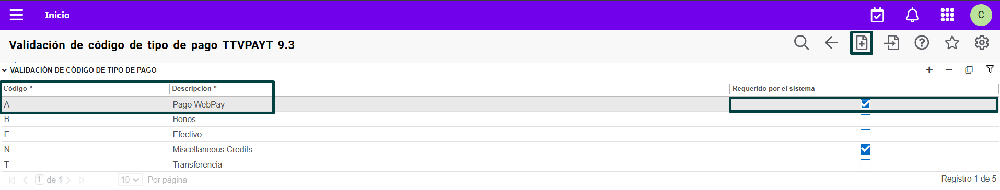 Inicio
C
Validación de código de tipo de pago TTVPAYT 9.3
VALIDACIÓN DE CÓDIGO DE TIPO DE PAGO
Código * Descripción * Requerido por el sistema
A Pago WebPay
B Bonos
E Efectivo
N Miscellaneous Credits
T Transferencia
1 de 1 10 Por página Registro 1 de 5